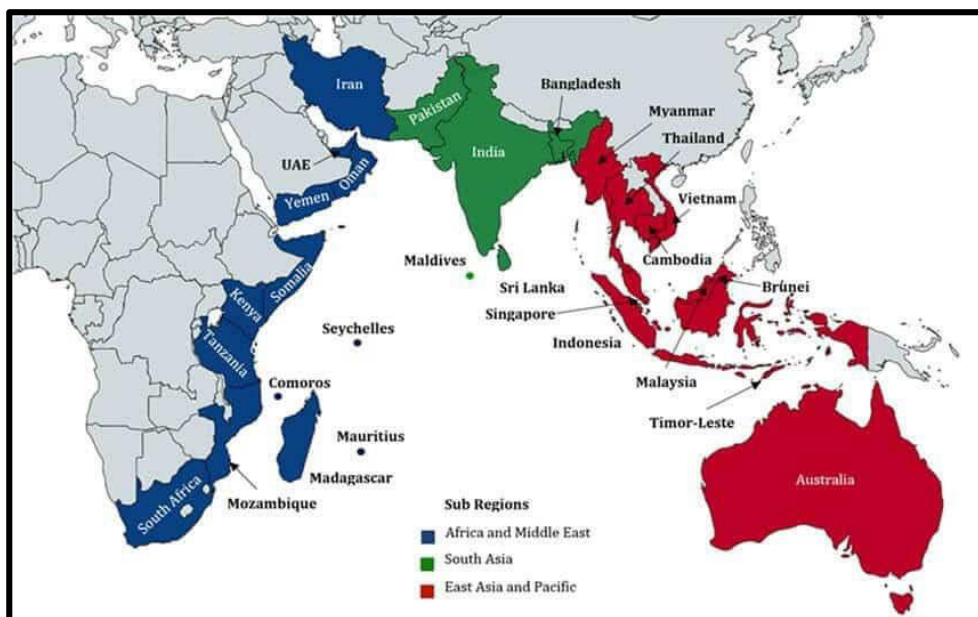 Iran
Pakistan
Bangladesh
Myanmar
Thailand
India
UAE
Oman
Yemen
Vietnam
Cambodia
Maldives
Sri Lanka
Brúnei
Singapore
Somalia
Kenya
Seychelles
Indonesia
Tanzania
Malaysia
Comoros
Timor-Leste
Mauritius
Madagascar
Australia
Mozambique
South Africa
Sub Regions
Africa and Middle East
South Asia
East Asia and Pacific